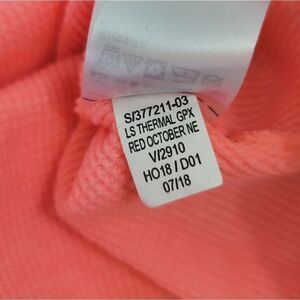 S/377211-03
LS THERMAL GPX
RED OCTOBER NE
V/2910
HO18 / D01
07/18